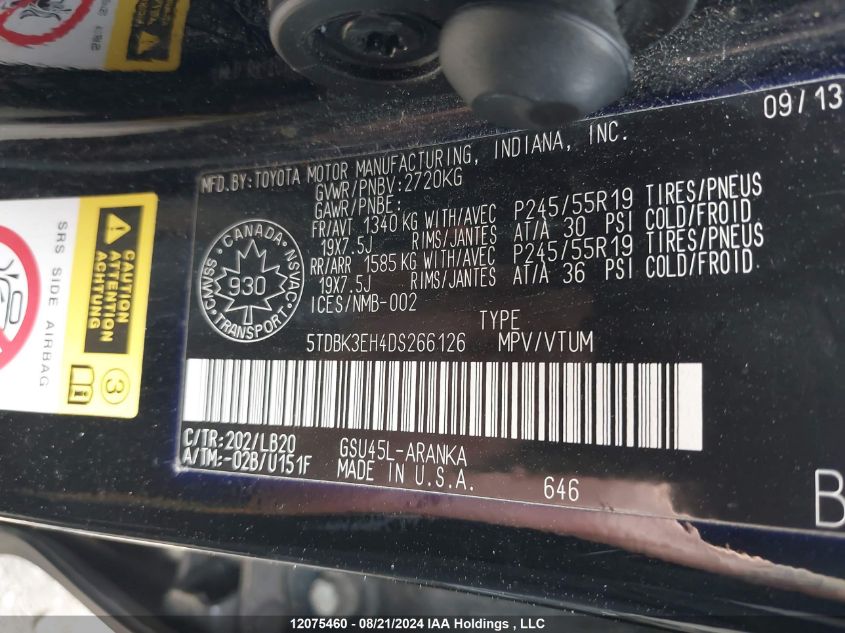 09/13
MFD.BY:TOYOTA MOTOR MANUFACTURING, INDIANA, INC.
GVWR/PNBV:2720KG
GAWR/PNBE:
FR/AVT 1340 KG WITH/AVEC P245/55R19 TIRES/PNEUS
19X7.5J RIMS/JANTES AT/A 30 PSI COLD/FROID.
RR/ARR 1585 KG WITH/AVEC P245/55R19 TIRES/PNEUS
19X7.5J RIMS/JANTES AT/A 36 PSI COLD/FROID.
ICES/NMB-002
CANADA
CMVSS NSVAC
930
TRANSPORT
TYPE
5TDBK3EH4DS266126 MPV/VTUM
C/TR:202/LB20 GSU45L-ARANKA
A/TM:-02B/U151F MADE IN U.S.A.
646
B
CAUTION
ATTENTION
ACHTUNG
SRS SIDE AIRBAG
3
12075460 - 08/21/2024 IAA Holdings , LLC